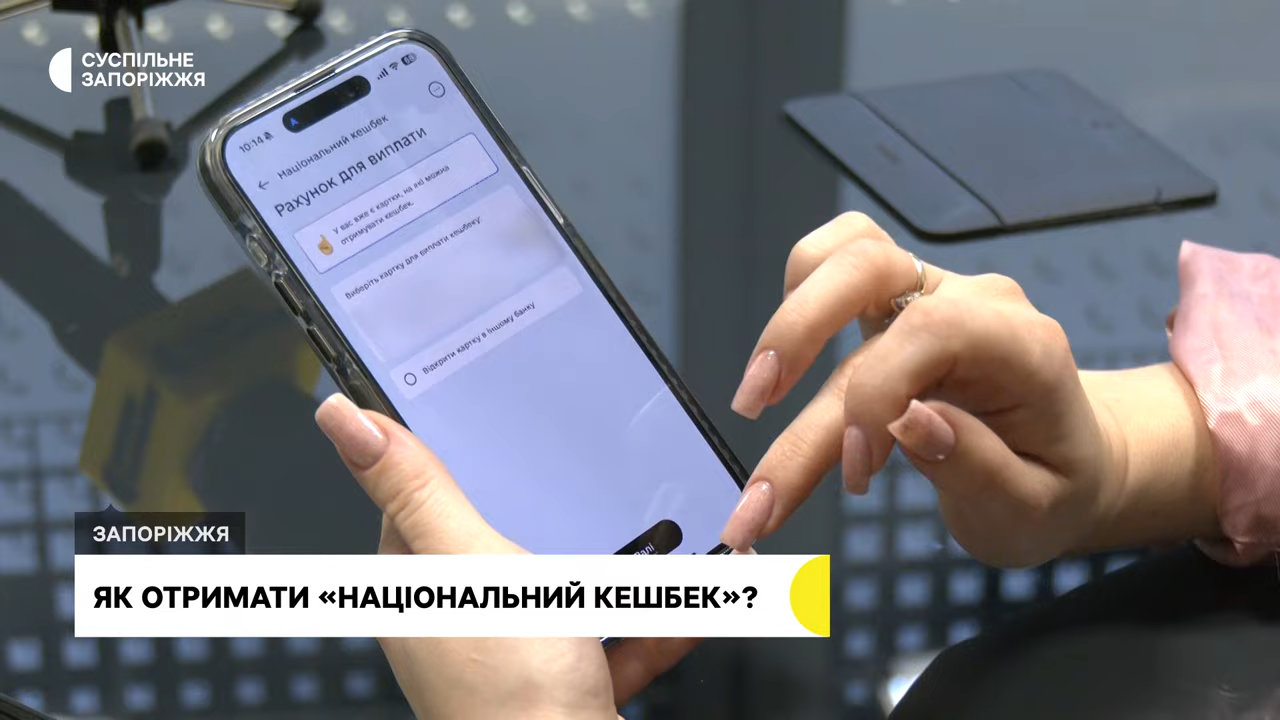 СУСПІЛЬНЕ
ЗАПОРІЖЖЯ
10:14
Національний кешбек
Рахунок для виплати
У вас вже є картки, на які можна
отримувати кешбек.
Виберіть картку для виплати кешбеку
Відкрити картку в іншому банку
ЗАПОРІЖЖЯ
ЯК ОТРИМАТИ «НАЦІОНАЛЬНИЙ КЕШБЕК»?